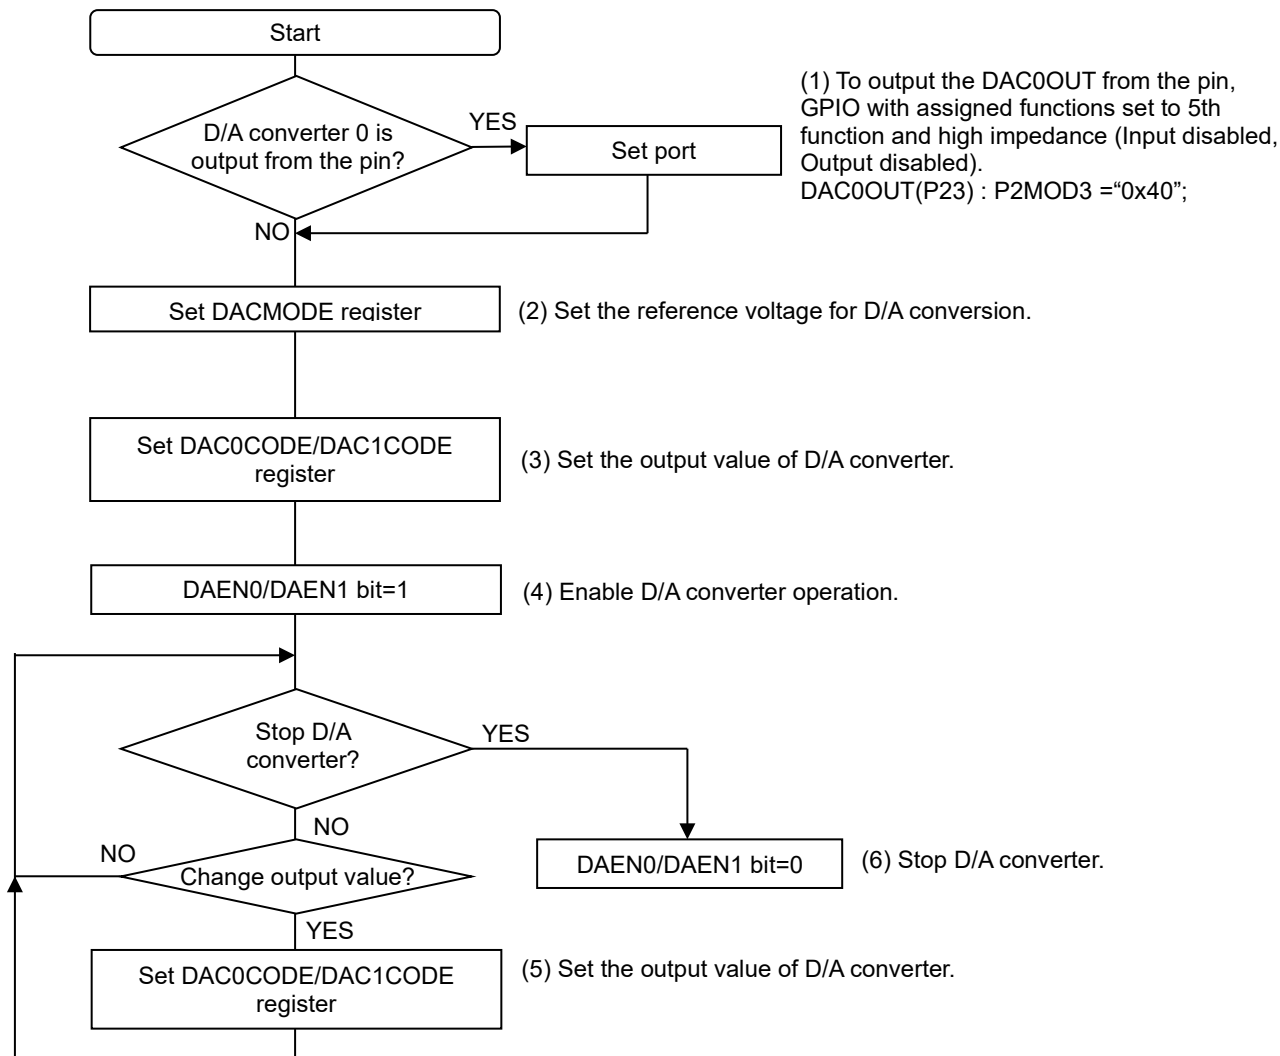 Start
(1) To output the DAC0OUT from the pin,
GPIO with assigned functions set to 5th
function and high impedance (Input disabled,
Output disabled).
DAC0OUT(P23) : P2MOD3 =“0x40”;
D/A converter 0 is
output from the pin?
YES
Set port
NO
Set DACMODE register
(2) Set the reference voltage for D/A conversion.
Set DAC0CODE/DAC1CODE
register
(3) Set the output value of D/A converter.
DAEN0/DAEN1 bit=1
(4) Enable D/A converter operation.
Stop D/A
converter?
YES
NO
DAEN0/DAEN1 bit=0
(6) Stop D/A converter.
NO
Change output value?
YES
Set DAC0CODE/DAC1CODE
register
(5) Set the output value of D/A converter.